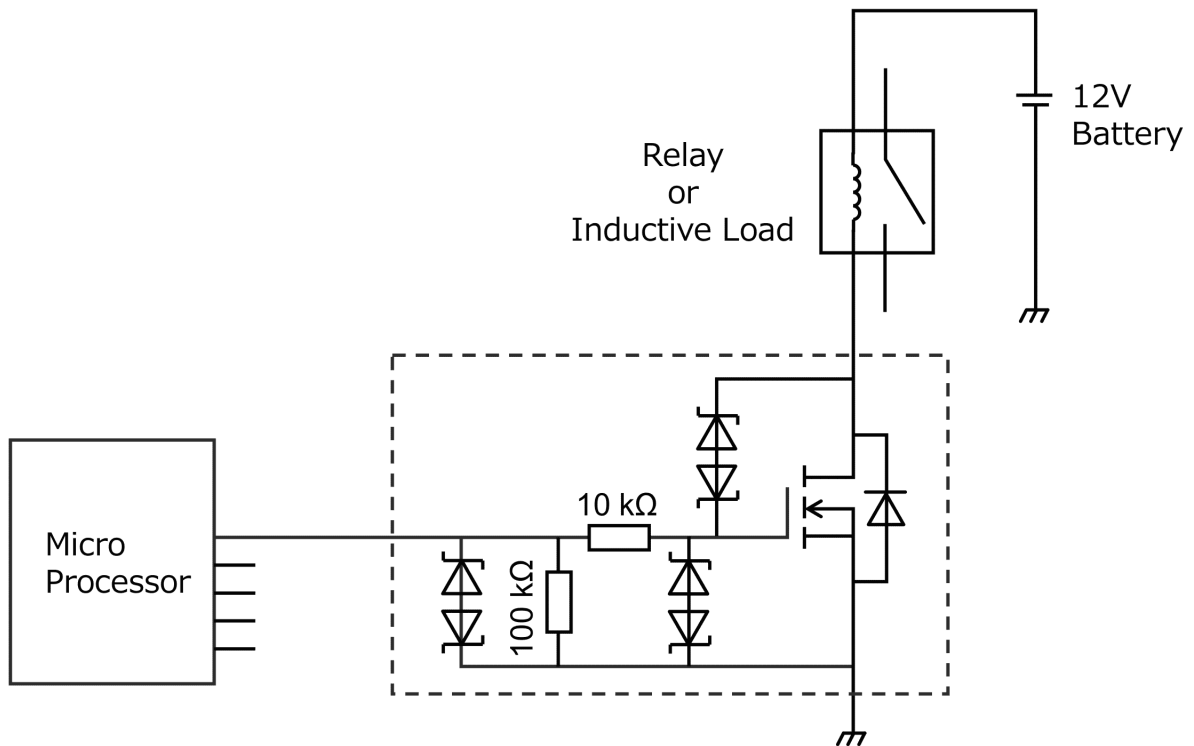 12V
Battery
Relay
or
Inductive Load
10 kΩ
100 kΩ
Micro
Processor